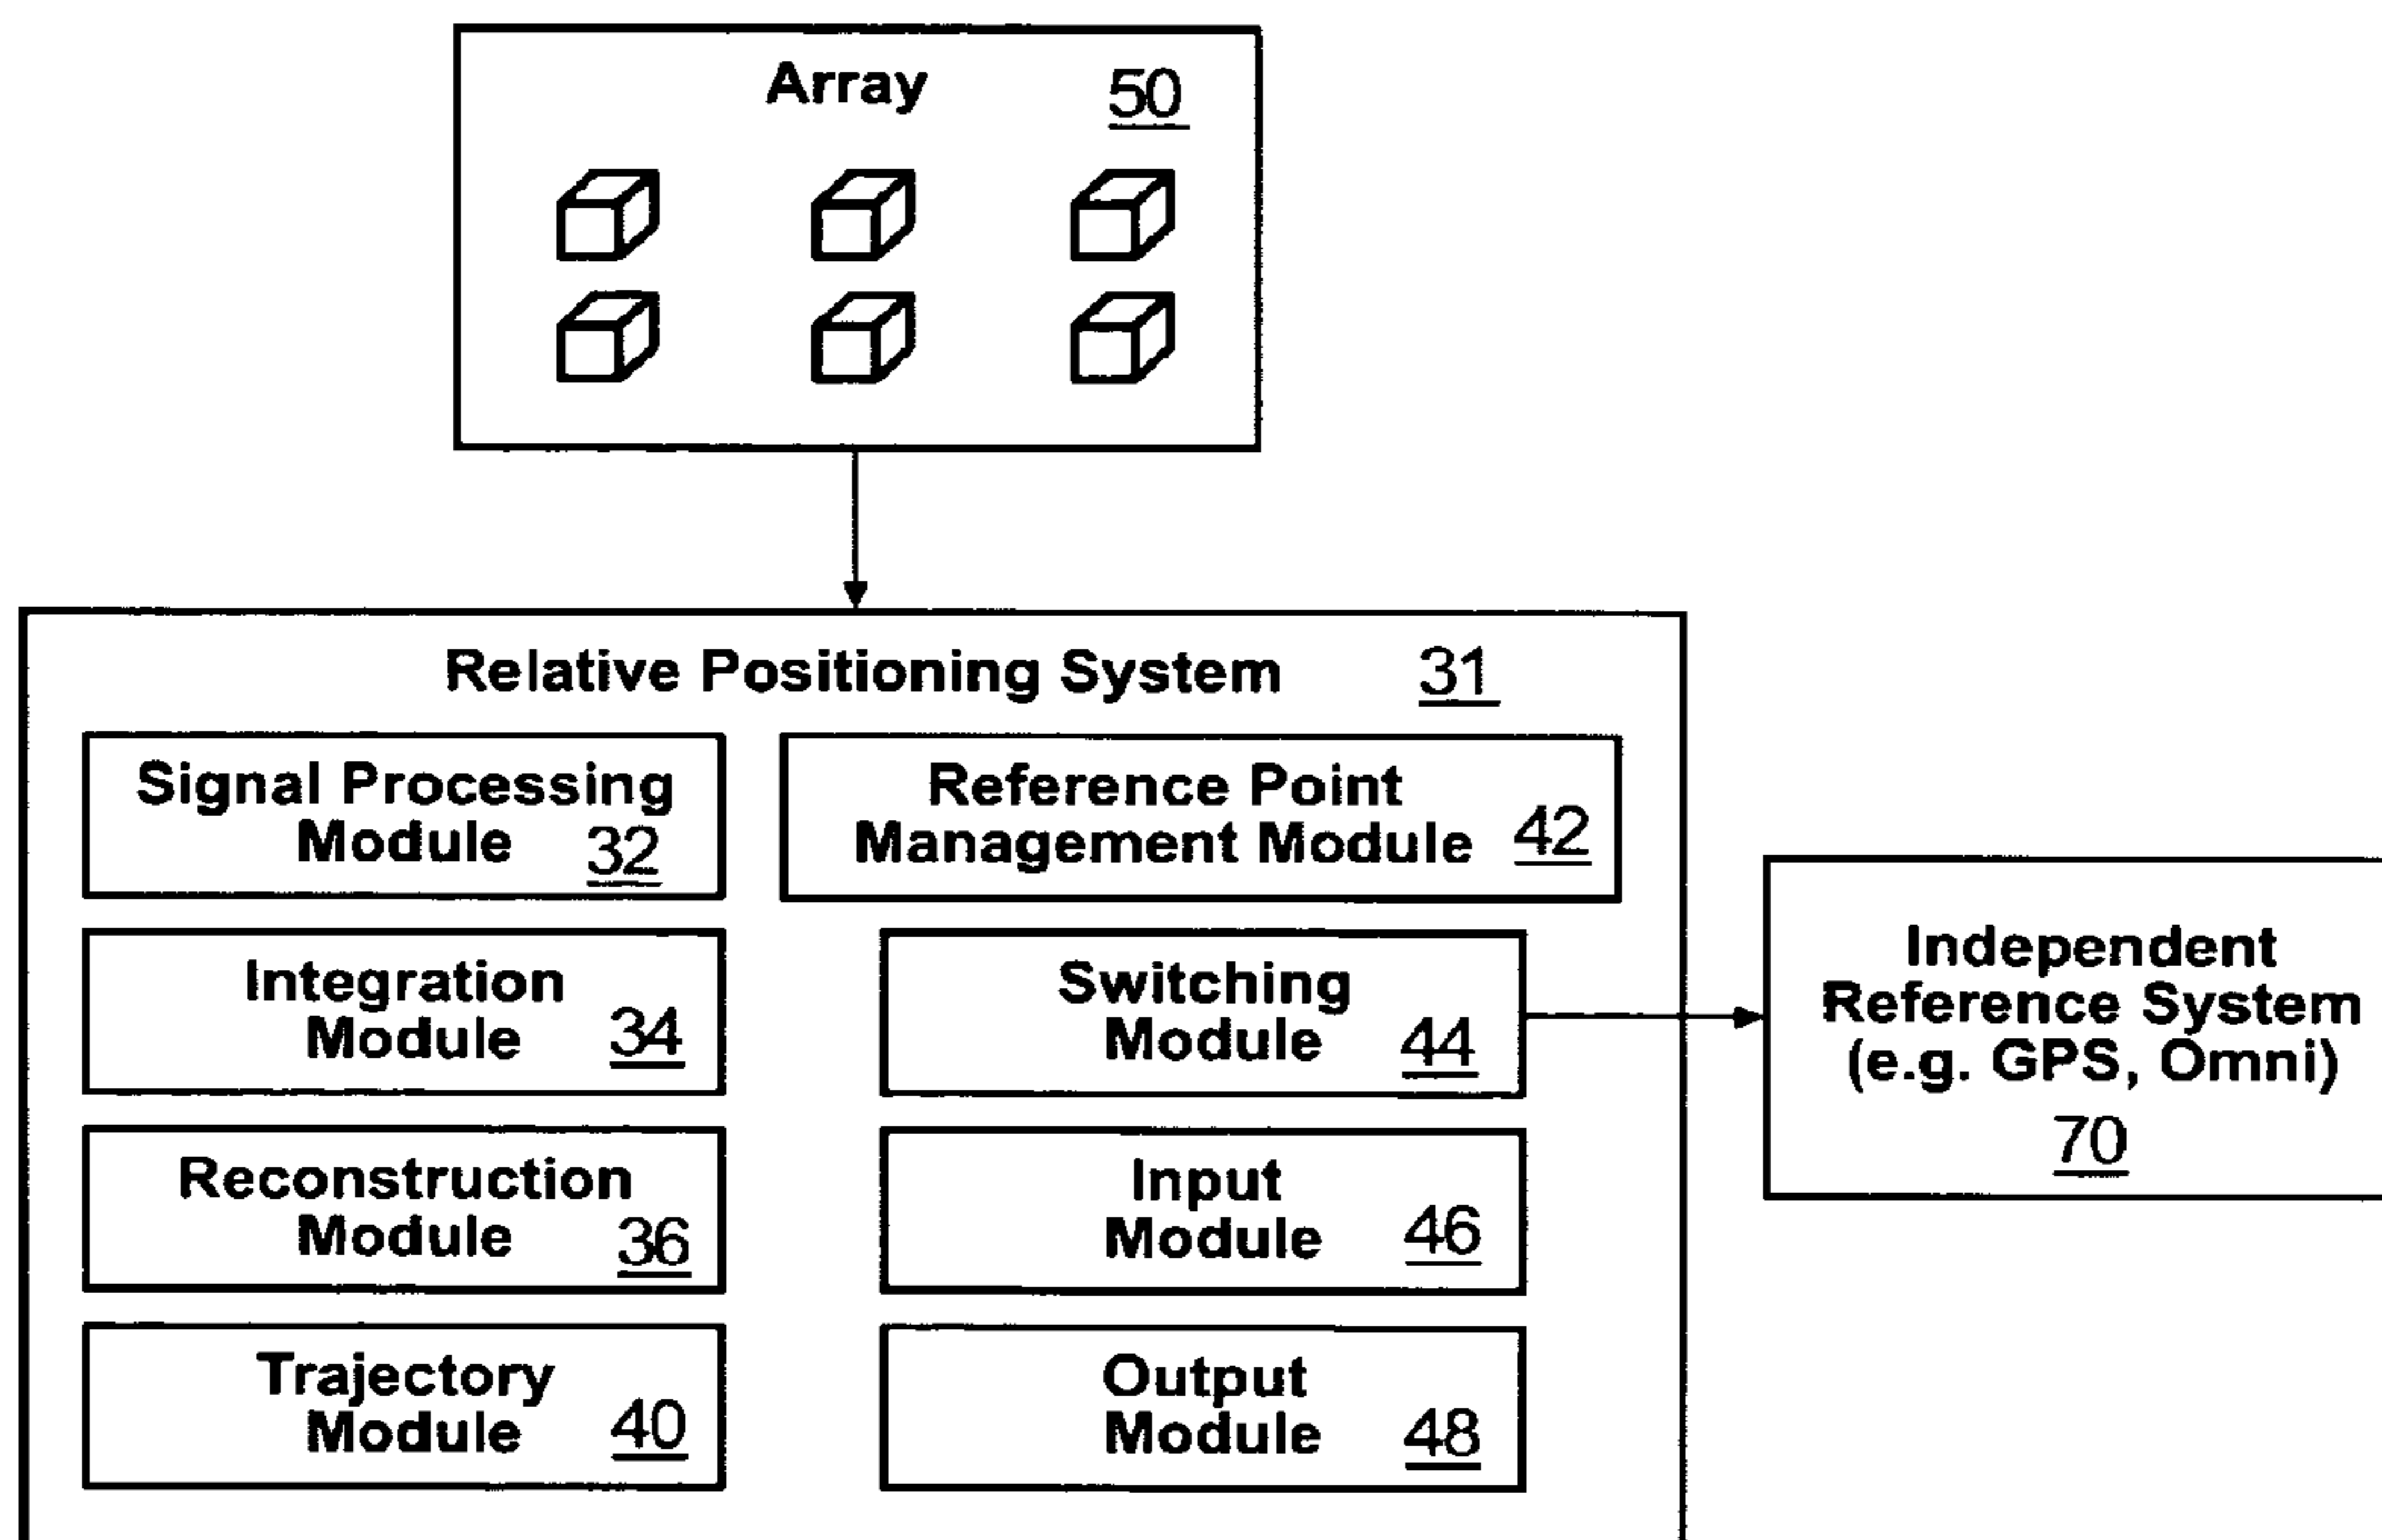 Array 50
Relative Positioning System 31
Signal Processing
Module 32
Reference Point
Management Module 42
Integration
Module 34
Switching
Module 44
Independent
Reference System
(e.g. GPS, Omni)
70
Reconstruction
Module 36
Input
Module 46
Trajectory
Module 40
Output
Module 48